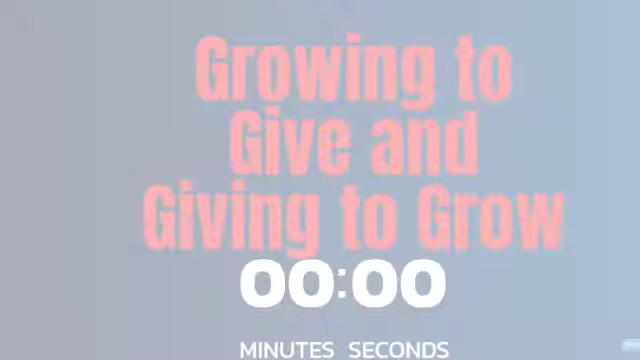 Growing to
Give and
Giving to Grow
00:00
MINUTES SECONDS